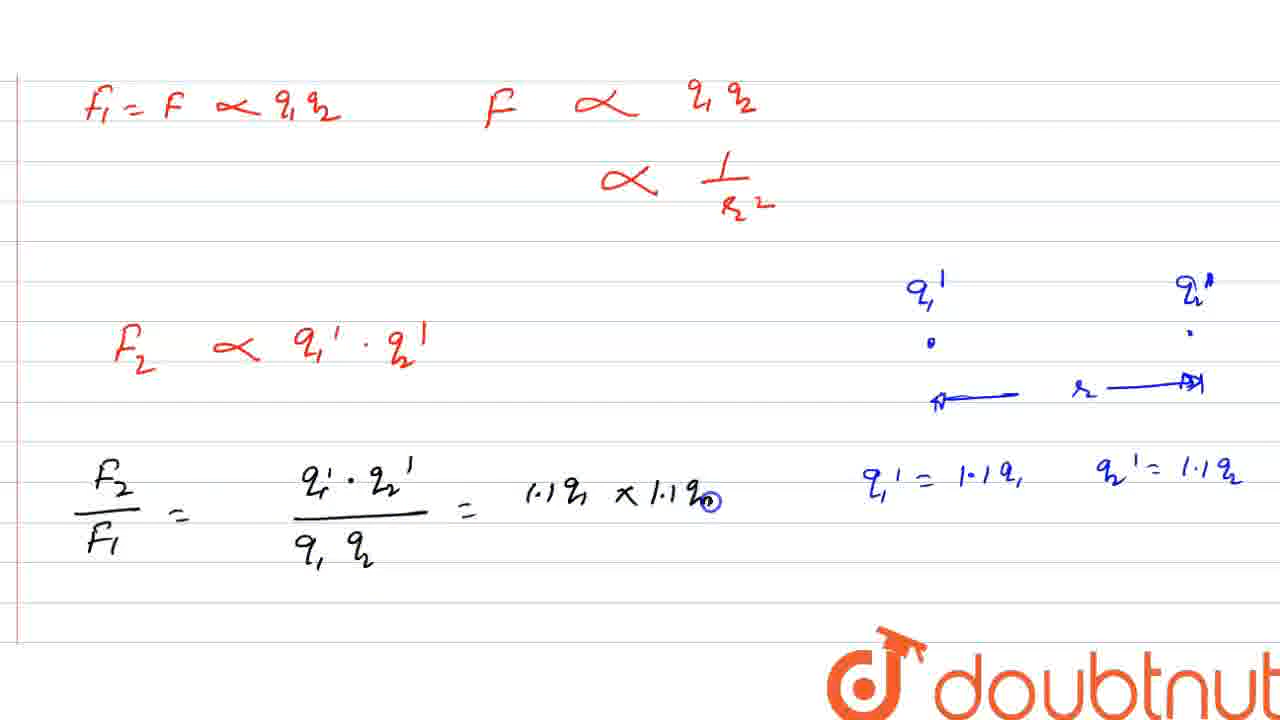 F₁ = F ∝ q₁ q₂
F ∝ q₁ q₂
∝ 1/r²
q₁' q₂'
F₂ ∝ q₁' · q₂'
r
F₂/F₁ = q₁' · q₂' / q₁ q₂ = 1.1 q₁ × 1.1 q₂
q₁' = 1.1 q₁ q₂' = 1.1 q₂
doubtnut